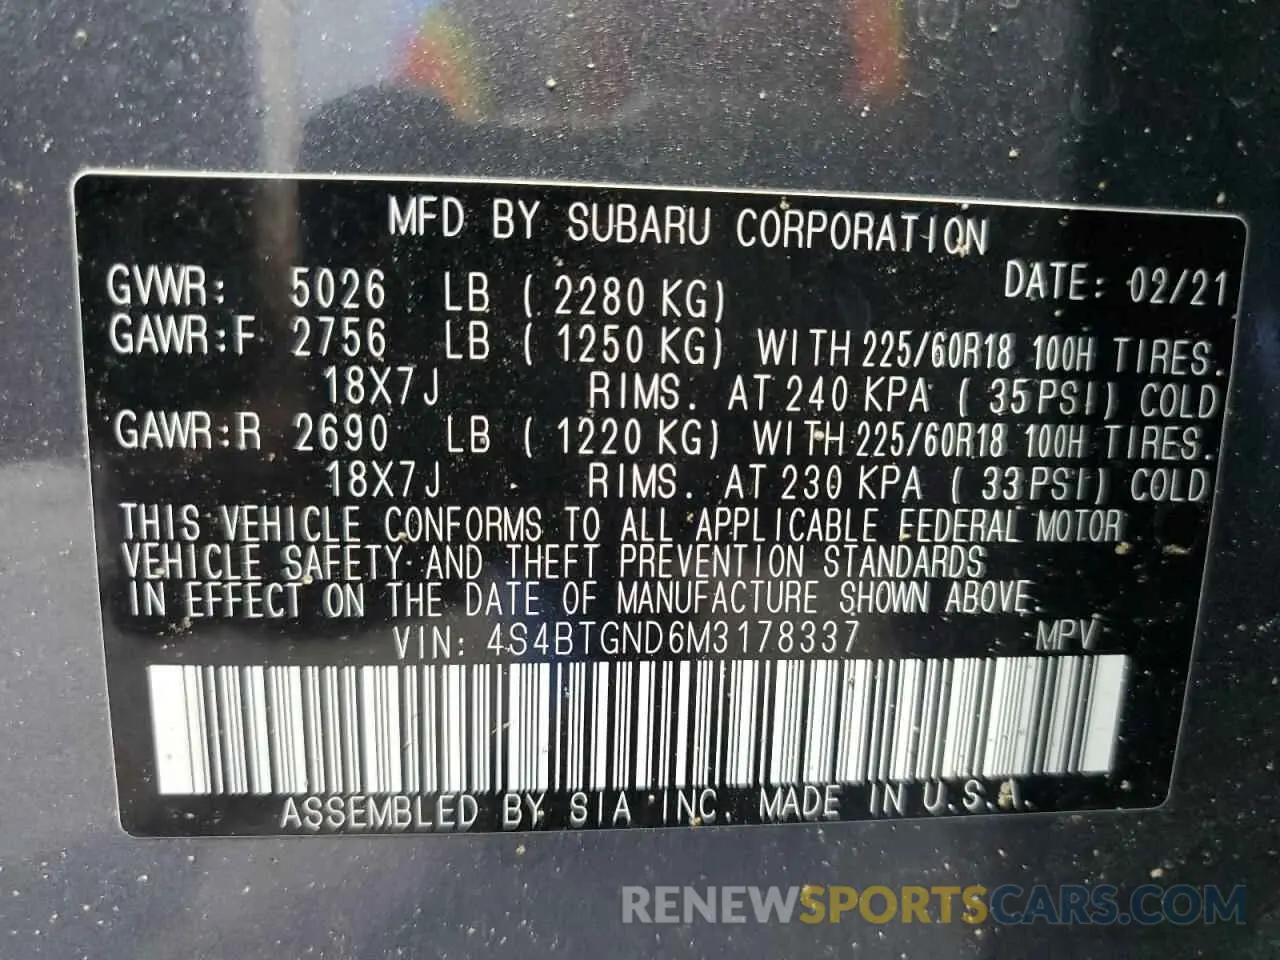 MFD BY SUBARU CORPORATION
GVWR: 5026 LB ( 2280 KG) DATE: 02/21
GAWR:F 2756 LB ( 1250 KG) WITH 225/60R18 100H TIRES.
18X7J RIMS. AT 240 KPA ( 35PSI) COLD
GAWR:R 2690 LB ( 1220 KG) WITH 225/60R18 100H TIRES.
18X7J RIMS. AT 230 KPA ( 33PSI) COLD
THIS VEHICLE CONFORMS TO ALL APPLICABLE FEDERAL MOTOR
VEHICLE SAFETY AND THEFT PREVENTION STANDARDS
IN EFFECT ON THE DATE OF MANUFACTURE SHOWN ABOVE.
VIN: 4S4BTGND6M3178337 MPV
ASSEMBLED BY SIA INC. MADE IN U.S.A.
RENEWSPORTSCARS.COM